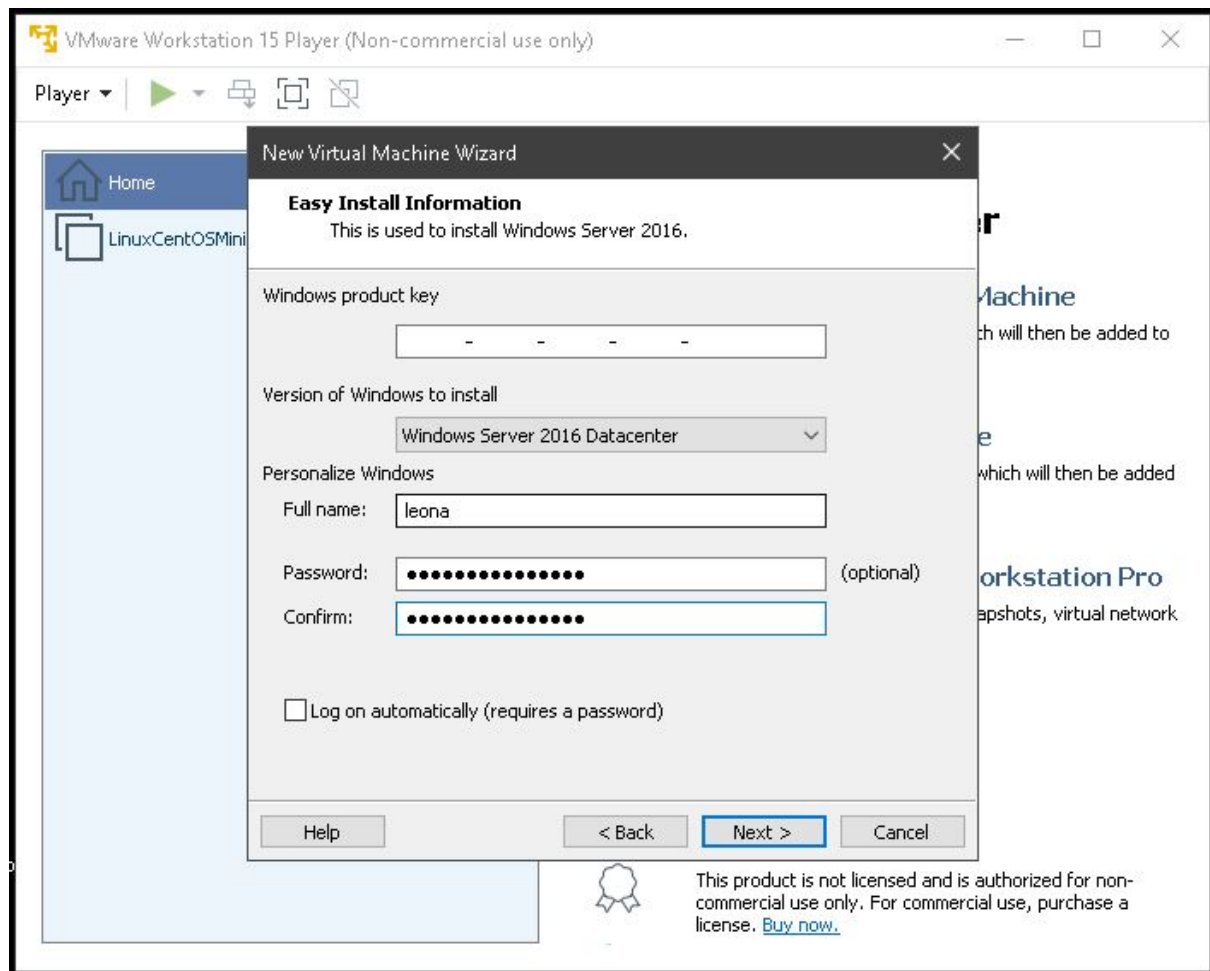 VMware Workstation 15 Player (Non-commercial use only)
Player
Home
LinuxCentOSMini
New Virtual Machine Wizard
Easy Install Information
This is used to install Windows Server 2016.
Windows product key
- - - -
Version of Windows to install
Windows Server 2016 Datacenter
Personalize Windows
Full name: leona
Password: ●●●●●●●●●●●●●●● (optional)
Confirm: ●●●●●●●●●●●●●●●
Log on automatically (requires a password)
Help < Back Next > Cancel
will then be added to
which will then be added
Pro
virtual network
This product is not licensed and is authorized for non-
commercial use only. For commercial use, purchase a
license. Buy now.